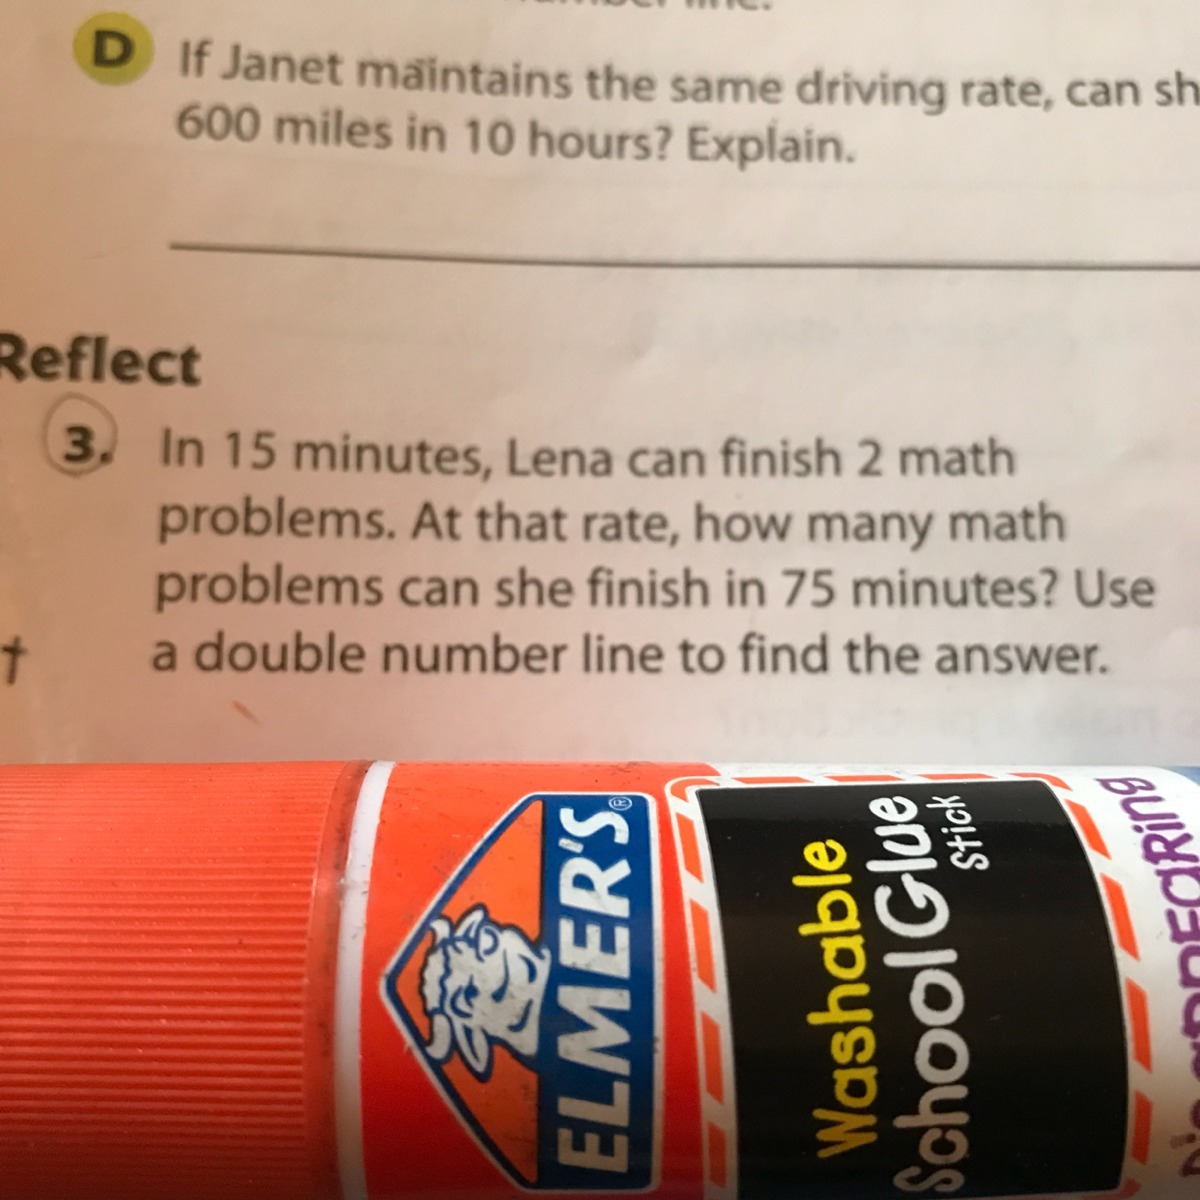 D If Janet maintains the same driving rate, can sh
600 miles in 10 hours? Explain.
Reflect
3. In 15 minutes, Lena can finish 2 math
problems. At that rate, how many math
problems can she finish in 75 minutes? Use
a double number line to find the answer.
t
ELMER'S®
Washable
School Glue
Stick